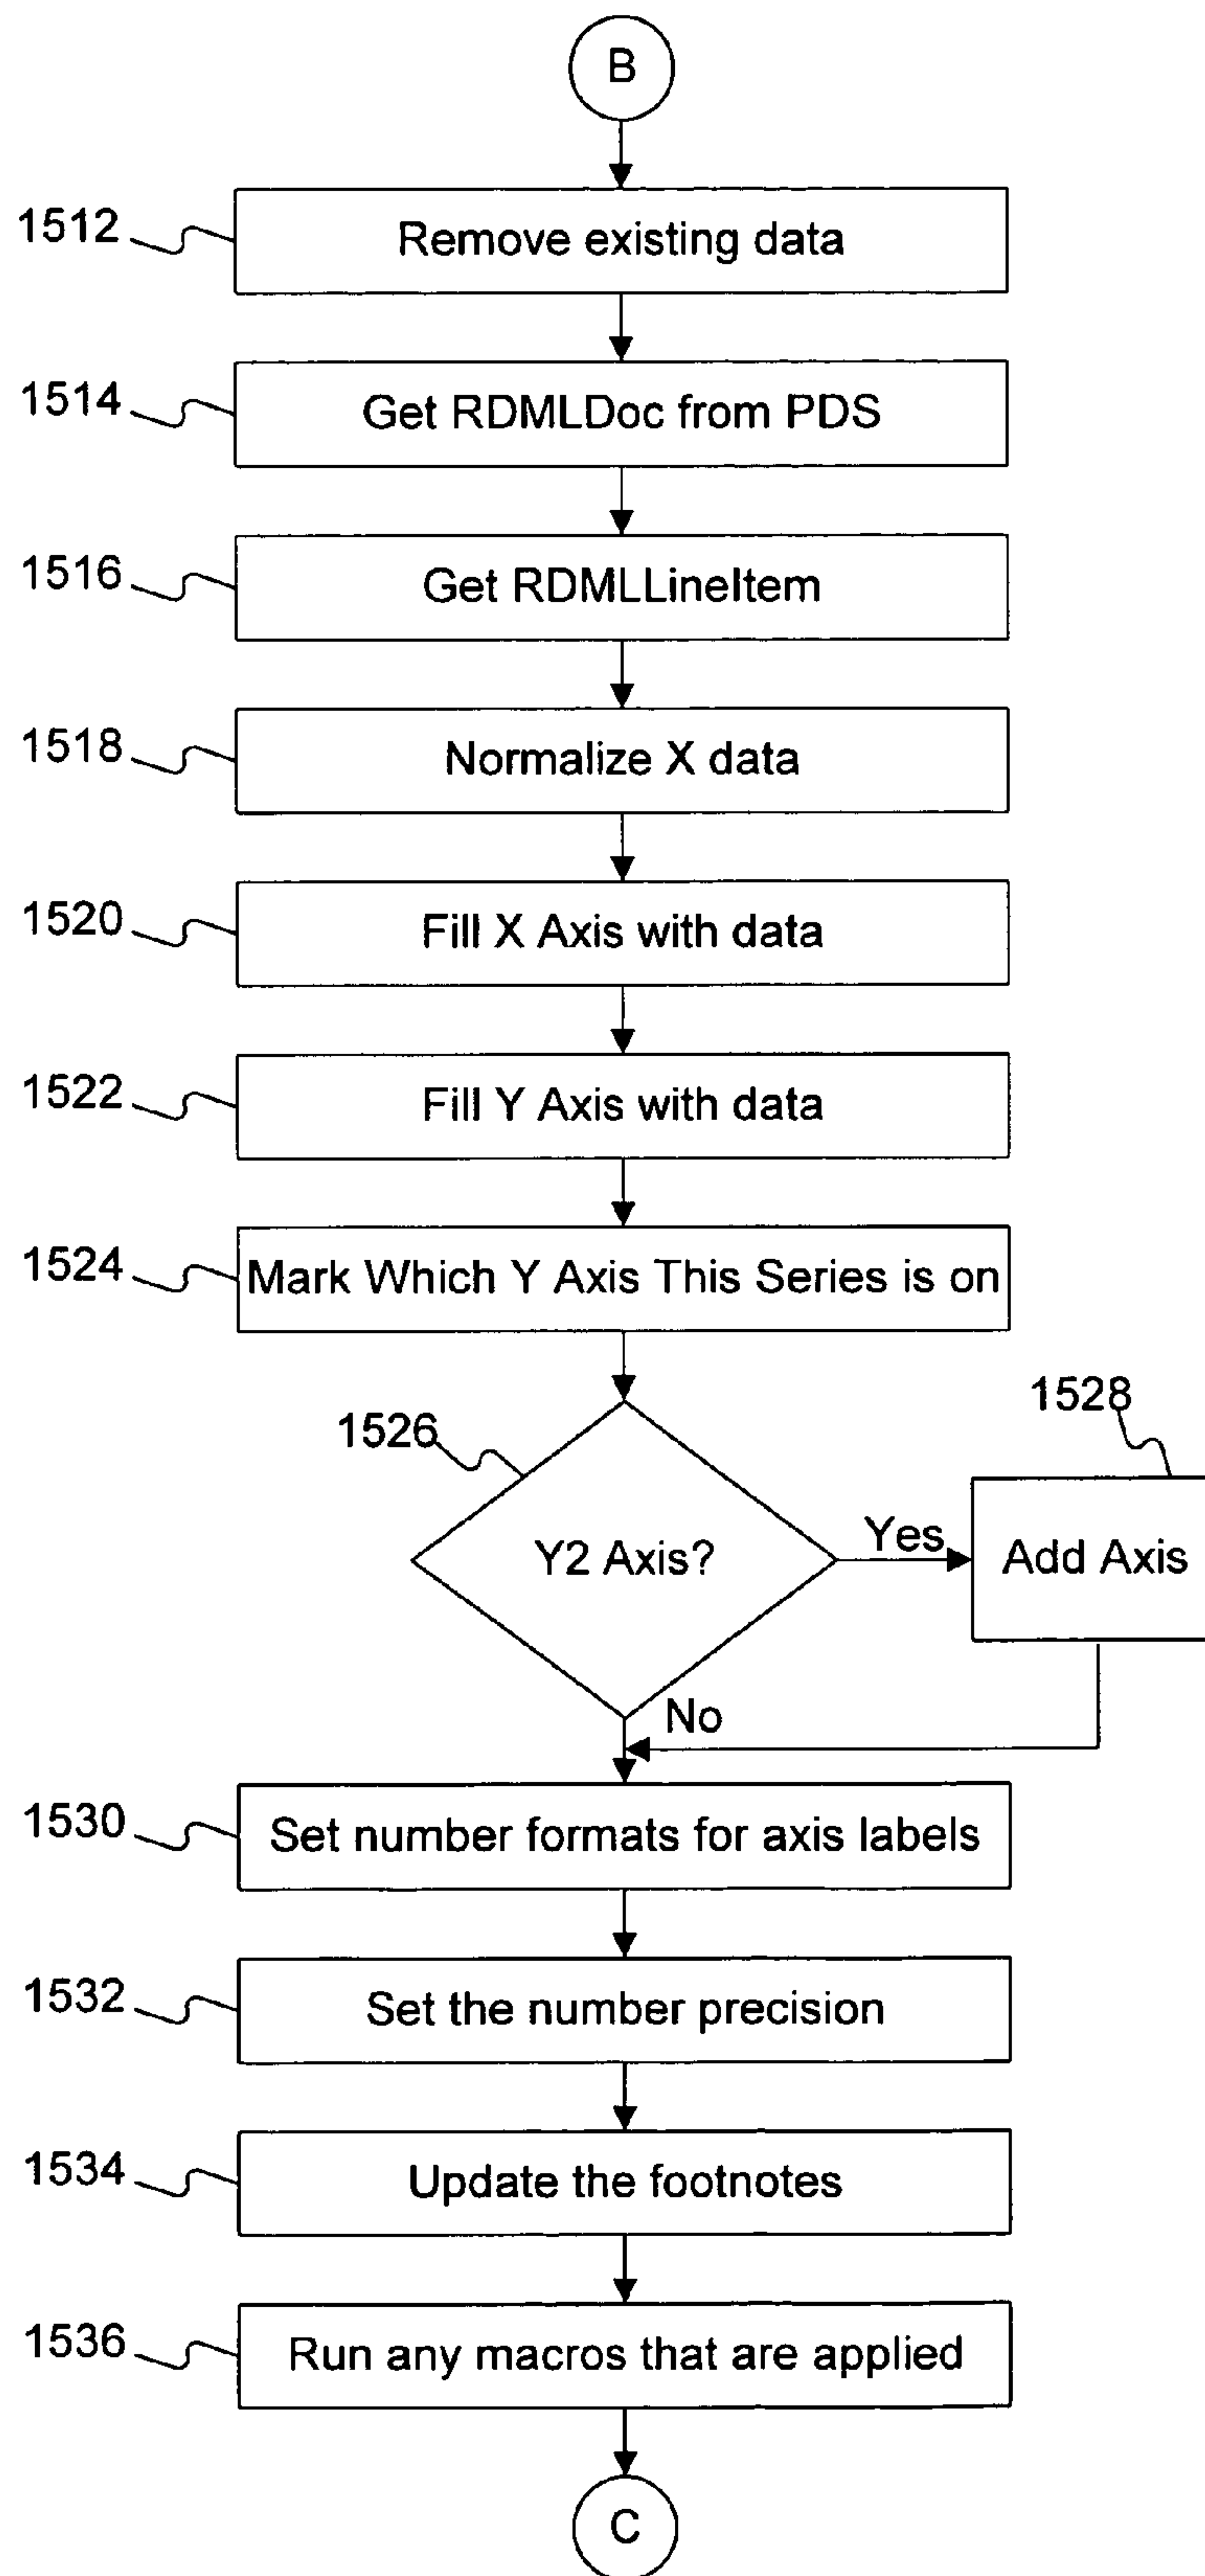 B
1512
Remove existing data
1514
Get RDMLDoc from PDS
1516
Get RDMLLineItem
1518
Normalize X data
1520
Fill X Axis with data
1522
Fill Y Axis with data
1524
Mark Which Y Axis This Series is on
1526
1528
Y2 Axis?
Yes
Add Axis
No
1530
Set number formats for axis labels
1532
Set the number precision
1534
Update the footnotes
1536
Run any macros that are applied
C